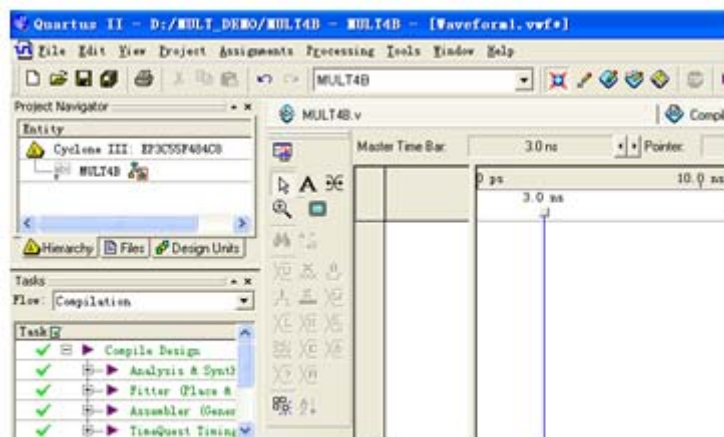 Quartus II - D:/MULT_DEMO/MULT4B - MULT4B - [Waveform1.vwf*]
File Edit View Project Assignments Processing Tools Window Help
MULT4B
Project Navigator
MULT4B.v
Compil
Entity
Cyclone III: EP3C55F484C8
MULT4B
Master Time Bar:
3.0 ns
Pointer:
0 ps
10.0 ns
3.0 ns
Hierarchy
Files
Design Units
Tasks
Flow: Compilation
Task
Compile Design
Analysis & Synth
Fitter (Place &
Assembler (Gener
TimeQuest Timing